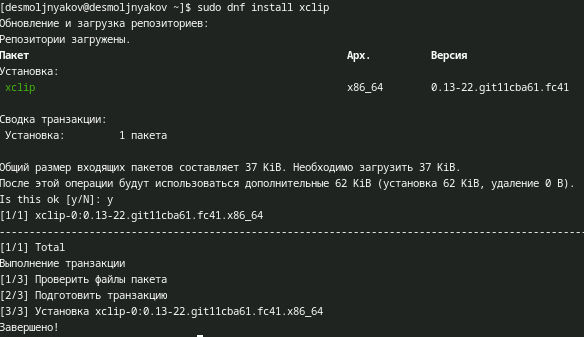 [desmoljnyakov@desmoljnyakov ~]$ sudo dnf install xclip
Обновление и загрузка репозиториев:
Репозитории загружены.
Пакет Арх. Версия
Установка:
xclip x86_64 0.13-22.git11cba61.fc41
Сводка транзакции:
Установка: 1 пакета
Общий размер входящих пакетов составляет 37 KiB. Необходимо загрузить 37 KiB.
После этой операции будут использоваться дополнительные 62 KiB (установка 62 KiB, удаление 0 B).
Is this ok [y/N]: y
[1/1] xclip-0:0.13-22.git11cba61.fc41.x86_64
--------------------------------------------------------------------------------
[1/1] Total
Выполнение транзакции
[1/3] Проверить файлы пакета
[2/3] Подготовить транзакцию
[3/3] Установка xclip-0:0.13-22.git11cba61.fc41.x86_64
Завершено!